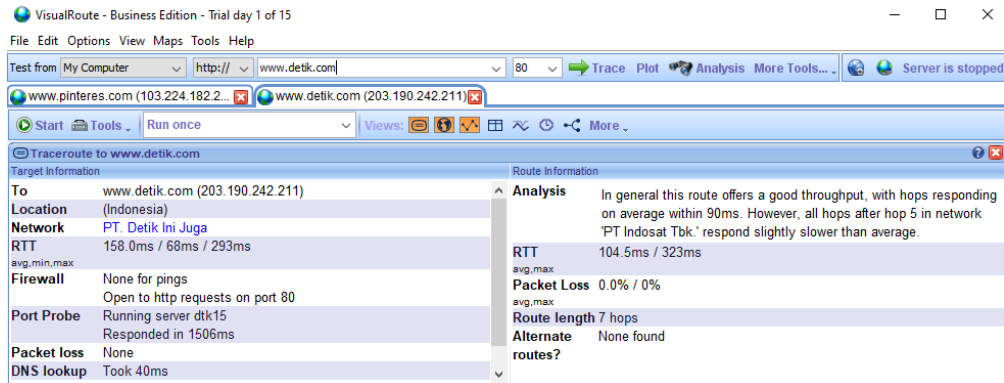 VisualRoute - Business Edition - Trial day 1 of 15
File Edit Options View Maps Tools Help
Test from My Computer http:// www.detik.com 80 Trace Plot Analysis More Tools... Server is stopped
www.pinteres.com (103.224.182.2... www.detik.com (203.190.242.211)
Start Tools Run once Views: More
Traceroute to www.detik.com
Target Information
To www.detik.com (203.190.242.211)
Location (Indonesia)
Network PT. Detik Ini Juga
RTT 158.0ms / 68ms / 293ms
avg,min,max
Firewall None for pings
Open to http requests on port 80
Port Probe Running server dtk15
Responded in 1506ms
Packet loss None
DNS lookup Took 40ms
Route Information
Analysis In general this route offers a good throughput, with hops responding
on average within 90ms. However, all hops after hop 5 in network
'PT Indosat Tbk.' respond slightly slower than average.
RTT 104.5ms / 323ms
avg,max
Packet Loss 0.0% / 0%
avg,max
Route length 7 hops
Alternate None found
routes?